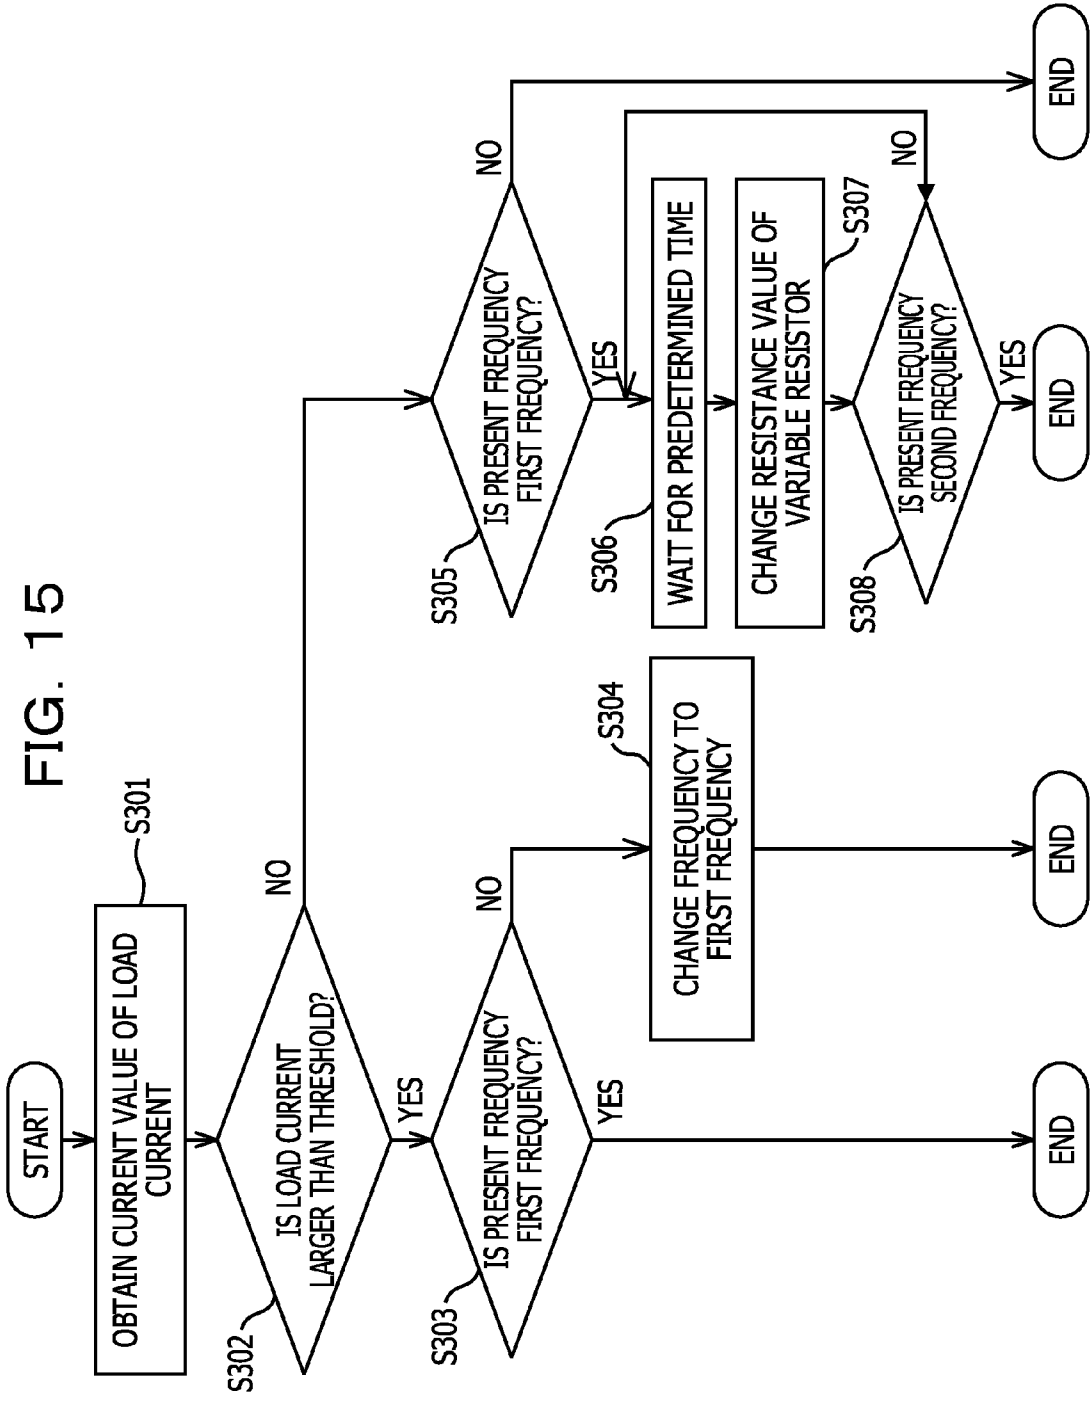 FIG. 15
START
OBTAIN CURRENT VALUE OF LOAD
CURRENT
S301
IS LOAD CURRENT
LARGER THAN THRESHOLD?
S302
NO
YES
IS PRESENT FREQUENCY
FIRST FREQUENCY?
S303
NO
YES
CHANGE FREQUENCY TO
FIRST FREQUENCY
S304
IS PRESENT FREQUENCY
FIRST FREQUENCY?
S305
NO
YES
WAIT FOR PREDETERMINED TIME
S306
CHANGE RESISTANCE VALUE OF
VARIABLE RESISTOR
S307
IS PRESENT FREQUENCY
SECOND FREQUENCY?
S308
NO
YES
END
END
END
END